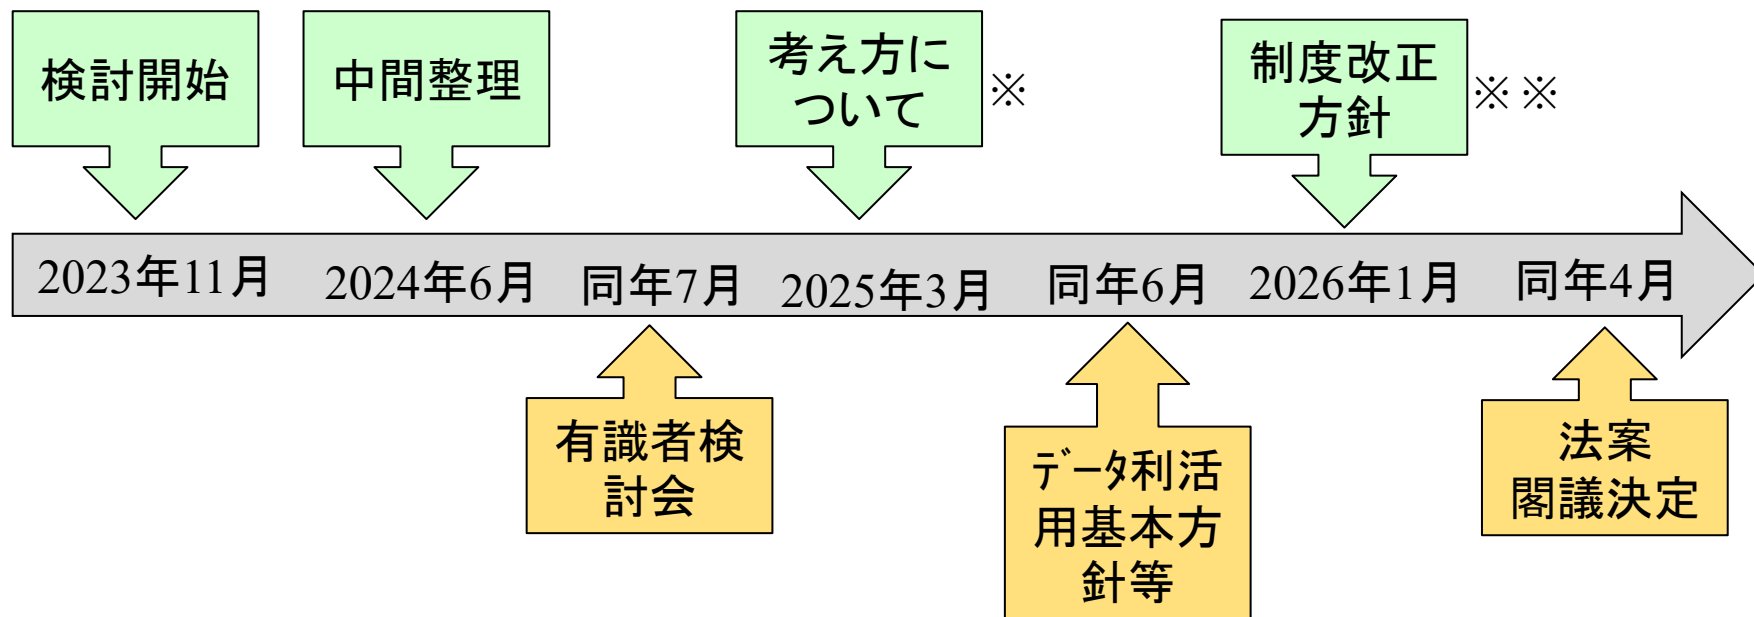 検討開始
中間整理
考え方に
ついて
※
制度改正
方針
※※
2023年11月
2024年6月
同年7月
2025年3月
同年6月
2026年1月
同年4月
有識者検
討会
ﾃﾞｰﾀ利活
用基本方
針等
法案
閣議決定